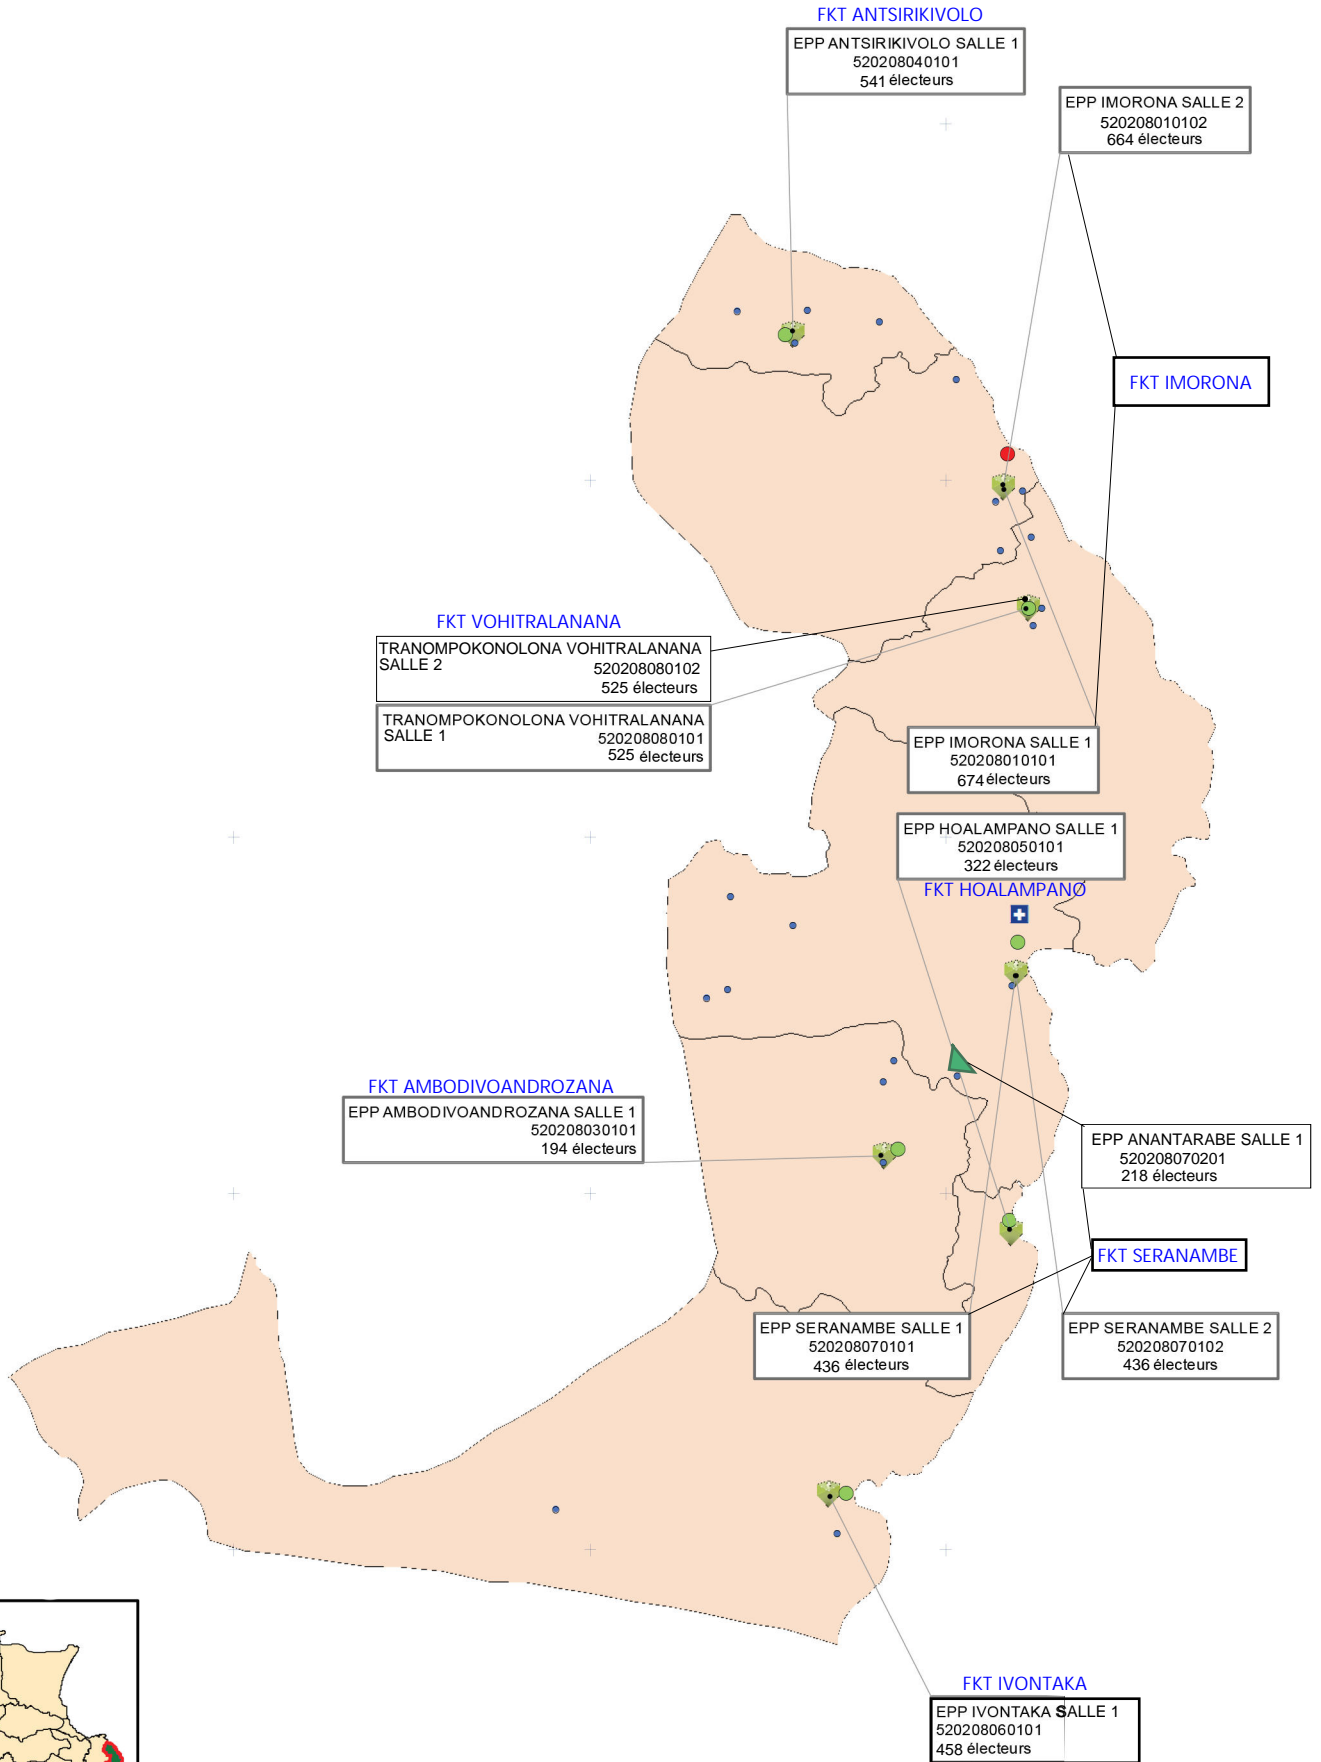 FKT ANTSIRIKIVOLO
EPP ANTSIRIKIVOLO SALLE 1
520208040101
541 électeurs
EPP IMORONA SALLE 2
520208010102
664 électeurs
FKT IMORONA
FKT VOHITRALANANA
TRANOMPOKONOLONA VOHITRALANANA
SALLE 2
520208080102
525 électeurs
TRANOMPOKONOLONA VOHITRALANANA
SALLE 1
520208080101
525 électeurs
EPP IMORONA SALLE 1
520208010101
674 électeurs
EPP HOALAMPANO SALLE 1
520208050101
322 électeurs
FKT HOALAMPANO
FKT AMBODIVOANDROZANA
EPP AMBODIVOANDROZANA SALLE 1
520208030101
194 électeurs
EPP ANANTARABE SALLE 1
520208070201
218 électeurs
FKT SERANAMBE
EPP SERANAMBE SALLE 1
520208070101
436 électeurs
EPP SERANAMBE SALLE 2
520208070102
436 électeurs
FKT IVONTAKA
EPP IVONTAKA SALLE 1
520208060101
458 électeurs